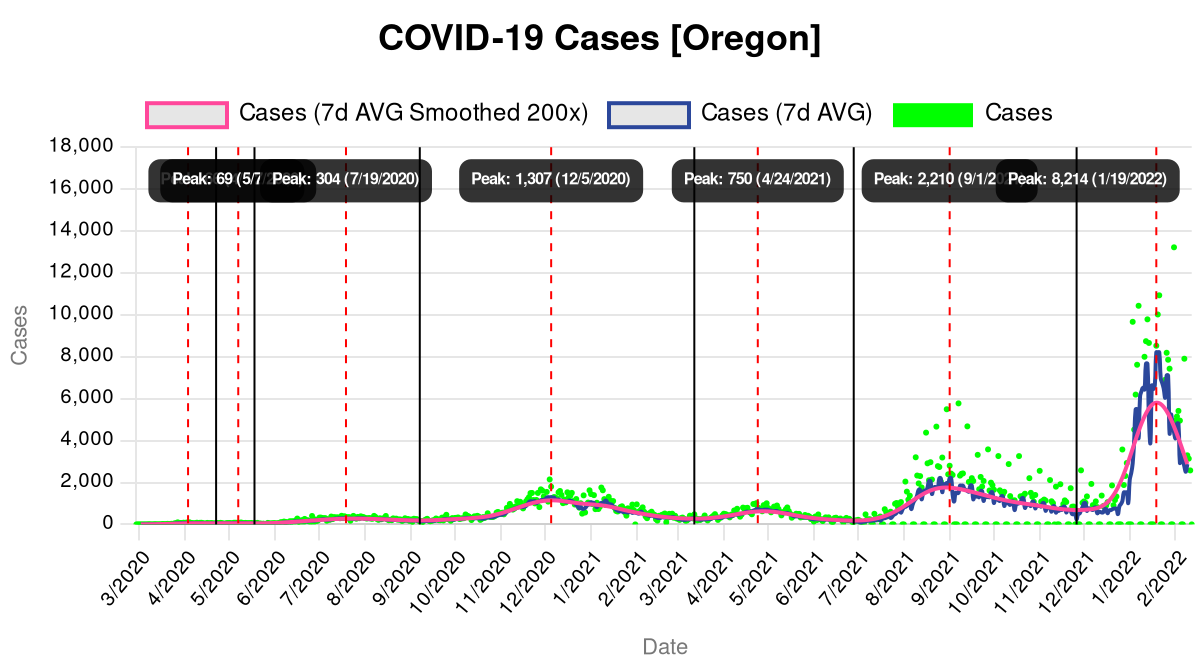 COVID-19 Cases [Oregon]
Cases (7d AVG Smoothed 200x)
Cases (7d AVG)
Cases
18,000
16,000
14,000
12,000
10,000
8,000
6,000
4,000
2,000
0
Cases
Peak: 69 (5/7/
Peak: 304 (7/19/2020)
Peak: 1,307 (12/5/2020)
Peak: 750 (4/24/2021)
Peak: 2,210 (9/1/20
Peak: 8,214 (1/19/2022)
3/2020
4/2020
5/2020
6/2020
7/2020
8/2020
9/2020
10/2020
11/2020
12/2020
1/2021
2/2021
3/2021
4/2021
5/2021
6/2021
7/2021
8/2021
9/2021
10/2021
11/2021
12/2021
1/2022
2/2022
Date